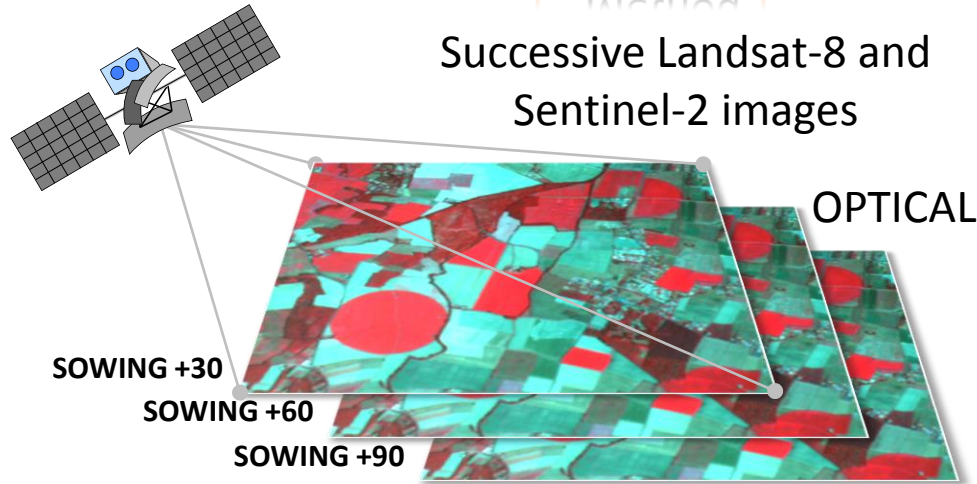 Successive Landsat-8 and
Sentinel-2 images
OPTICAL
SOWING +30
SOWING +60
SOWING +90